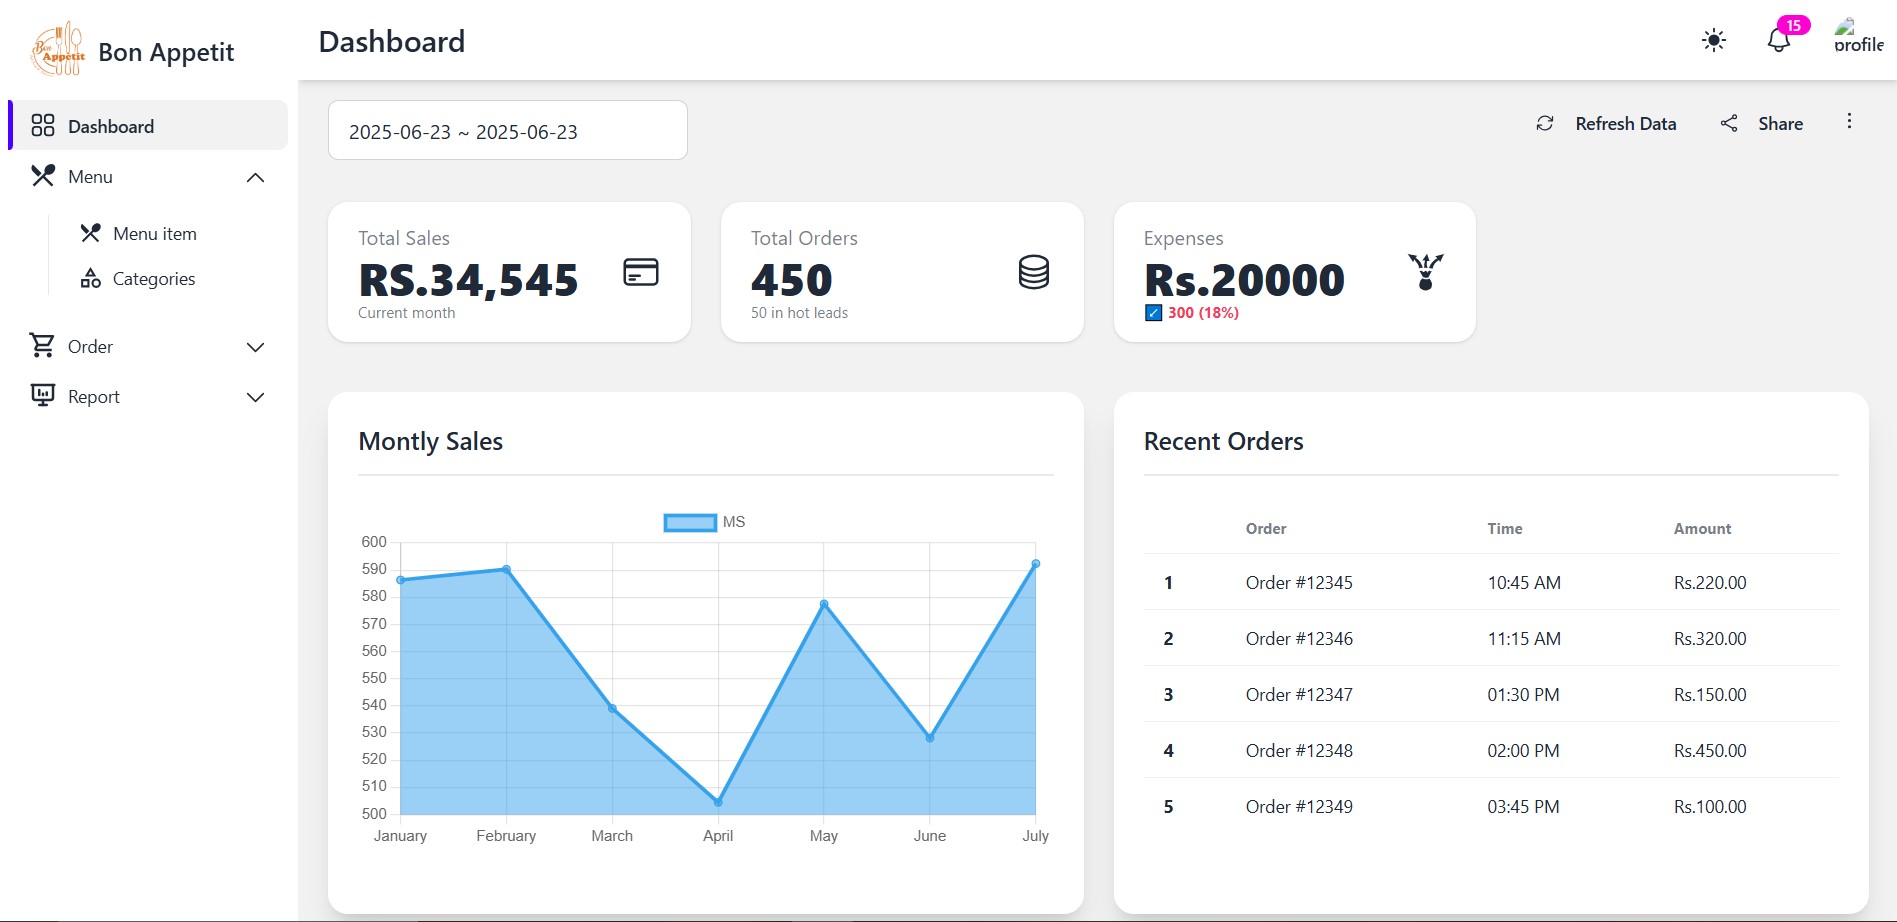 Bon
Appétit
Bon Appetit
Dashboard
15
profile
Dashboard
Menu
Menu item
Categories
Order
Report
2025-06-23 ~ 2025-06-23
Refresh Data
Share
Total Sales
RS.34,545
Current month
Total Orders
450
50 in hot leads
Expenses
Rs.20000
300 (18%)
Montly Sales
MS
600
590
580
570
560
550
540
530
520
510
500
January February March April May June July
Recent Orders
Order Time Amount
1 Order #12345 10:45 AM Rs.220.00
2 Order #12346 11:15 AM Rs.320.00
3 Order #12347 01:30 PM Rs.150.00
4 Order #12348 02:00 PM Rs.450.00
5 Order #12349 03:45 PM Rs.100.00